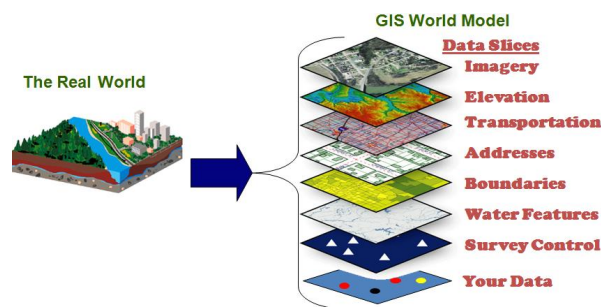 GIS World Model
The Real World
Data Slices
Imagery
Elevation
Transportation
Addresses
Boundaries
Water Features
Survey Control
Your Data